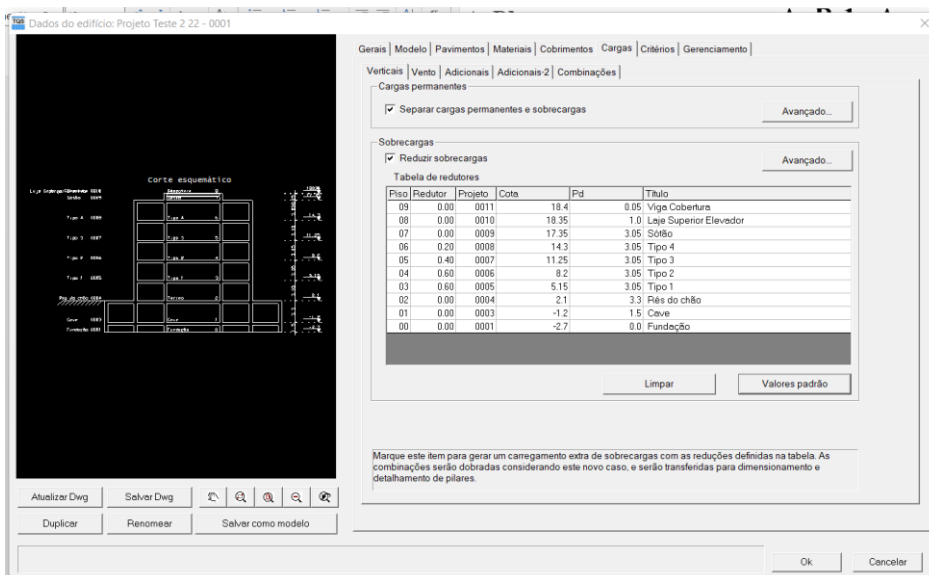 Dados do edifício: Projeto Teste 2 22 - 0001
Gerais Modelo Pavimentos Materiais Cobrimentos Cargas Critérios Gerenciamento
Verticais Vento Adicionais Adicionais-2 Combinações
Cargas permanentes
Separar cargas permanentes e sobrecargas
Avançado...
Sobrecargas
Reduzir sobrecargas
Avançado...
Tabela de redutores
Piso Redutor Projeto Cota Pd Título
09 0.00 0011 18.4 0.05 Viga Cobertura
08 0.00 0010 18.35 1.0 Laje Superior Elevador
07 0.00 0009 17.35 3.05 Sótão
06 0.20 0008 14.3 3.05 Tipo 4
05 0.40 0007 11.25 3.05 Tipo 3
04 0.60 0006 8.2 3.05 Tipo 2
03 0.60 0005 5.15 3.05 Tipo 1
02 0.00 0004 2.1 3.3 Rés do chão
01 0.00 0003 -1.2 1.5 Cave
00 0.00 0001 -2.7 0.0 Fundação
Limpar Valores padrão
Marque este item para gerar um carregamento extra de sobrecargas com as reduções definidas na tabela. As
combinações serão dobradas considerando este novo caso, e serão transferidas para dimensionamento e
detalhamento de pilares.
Corte esquemático
Atualizar Dwg Salvar Dwg
Duplicar Renomear Salvar como modelo
Ok Cancelar